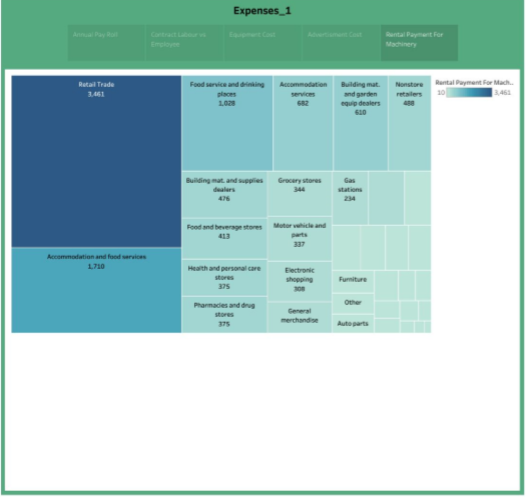 Expenses_1
Annual Pay Roll
Contract Labour vs
Employee
Equipment Cost
Advertisement Cost
Rental Payment For
Machinery
Retail Trade
3,461
Accommodation and food services
1,710
Food service and drinking
places
1,028
Accommodation
services
682
Building mat.
and garden
equip dealers
610
Nonstore
retailers
488
Building mat. and supplies
dealers
476
Food and beverage stores
413
Health and personal care
stores
375
Pharmacies and drug
stores
375
Grocery stores
344
Motor vehicle and
parts
337
Electronic
shopping
308
General
merchandise
Gas
stations
234
Furniture
Other
Auto parts
Rental Payment For Mach..
10
3,461